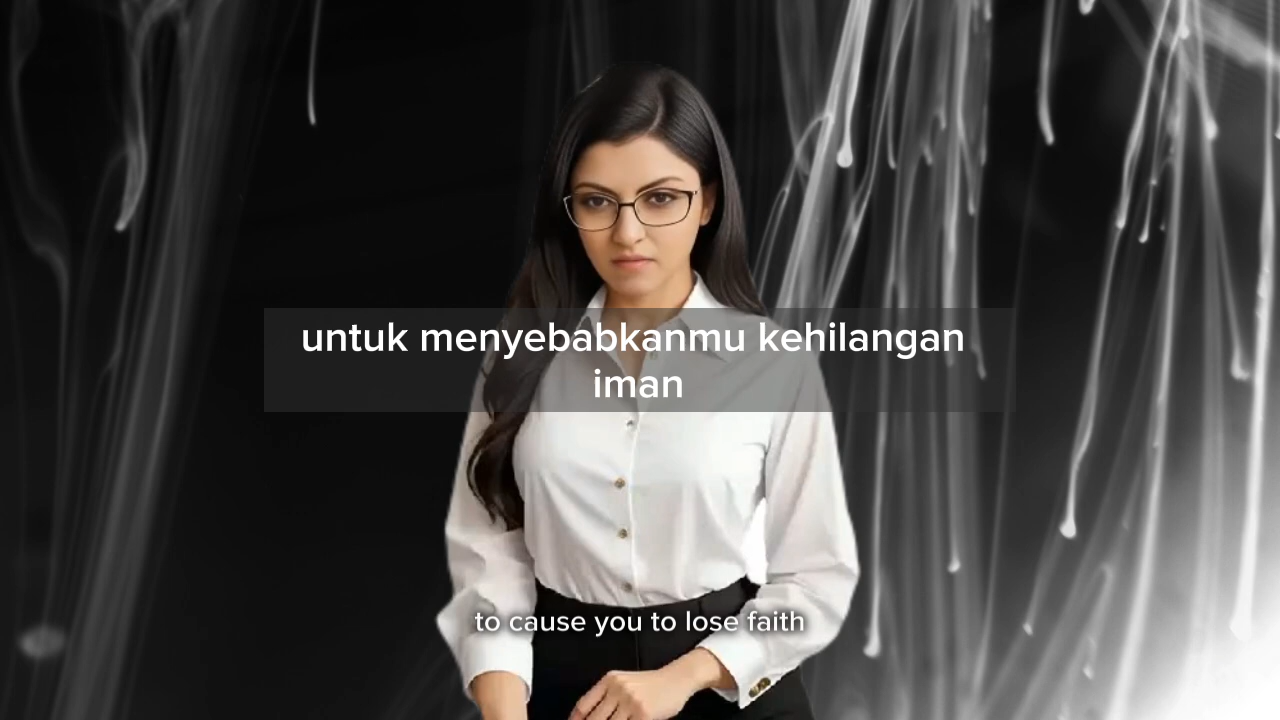 untuk menyebabkanmu kehilangan
iman
to cause you to lose faith